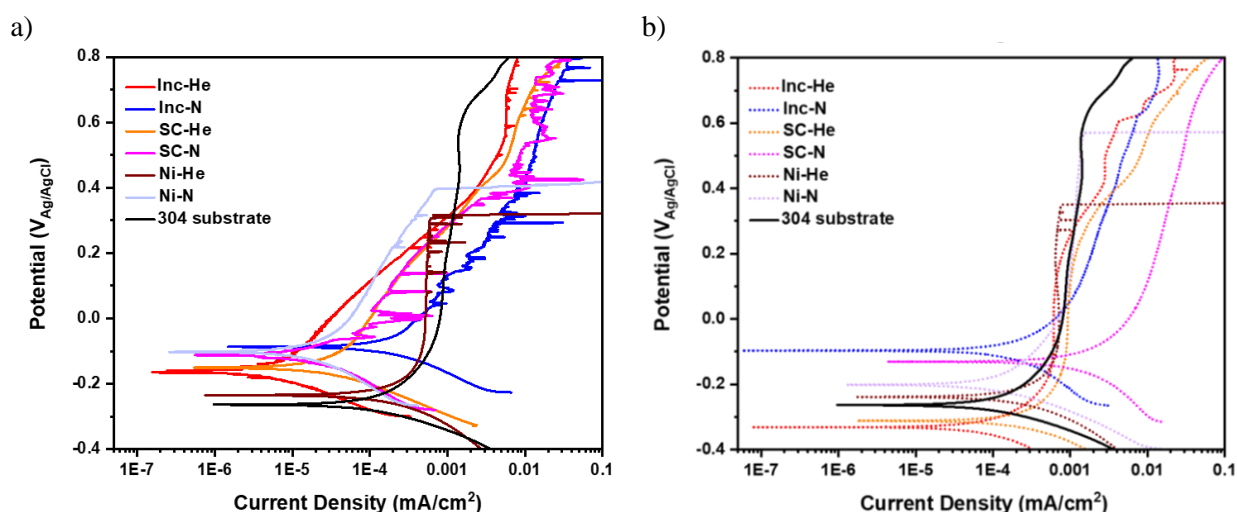 a)
0.8
0.6
0.4
0.2
0.0
-0.2
-0.4
Potential (V Ag/AgCl)
Inc-He
Inc-N
SC-He
SC-N
Ni-He
Ni-N
304 substrate
1E-7 1E-6 1E-5 1E-4 0.001 0.01 0.1
Current Density (mA/cm²)
b)
0.8
0.6
0.4
0.2
0.0
-0.2
-0.4
Potential (V Ag/AgCl)
Inc-He
Inc-N
SC-He
SC-N
Ni-He
Ni-N
304 substrate
1E-7 1E-6 1E-5 1E-4 0.001 0.01 0.1
Current Density (mA/cm²)